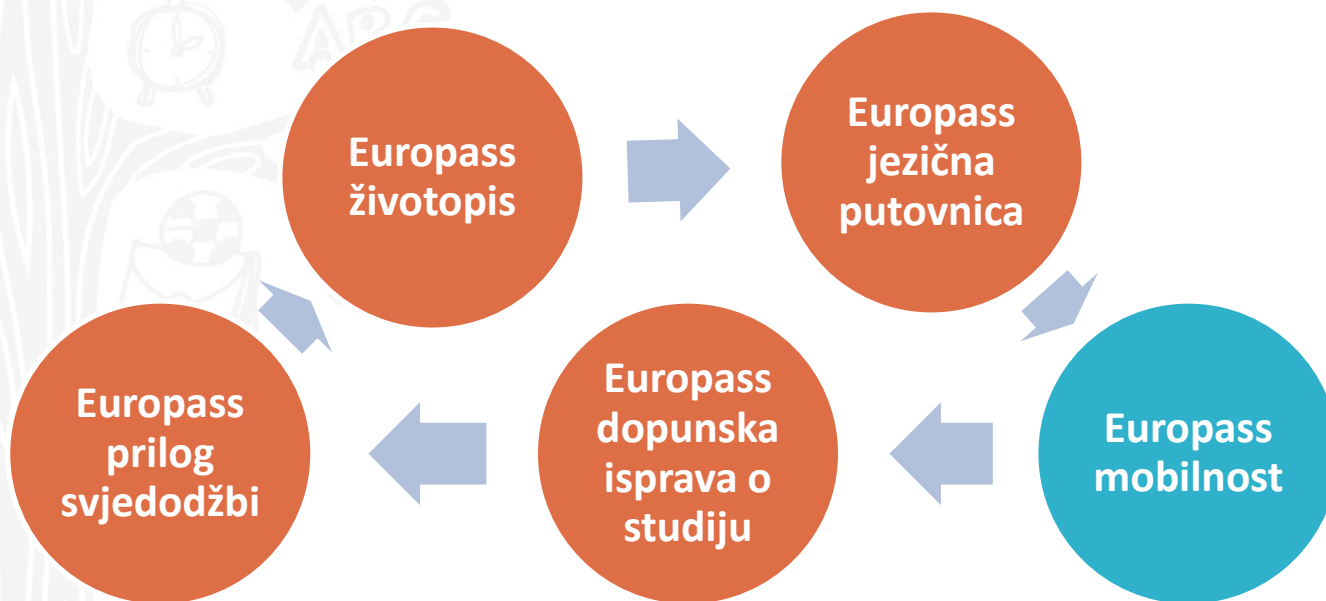 Europass
životopis
Europass
jezična
putovnica
Europass
mobilnost
Europass
dopunska
isprava o
studiju
Europass
prilog
svjedodžbi